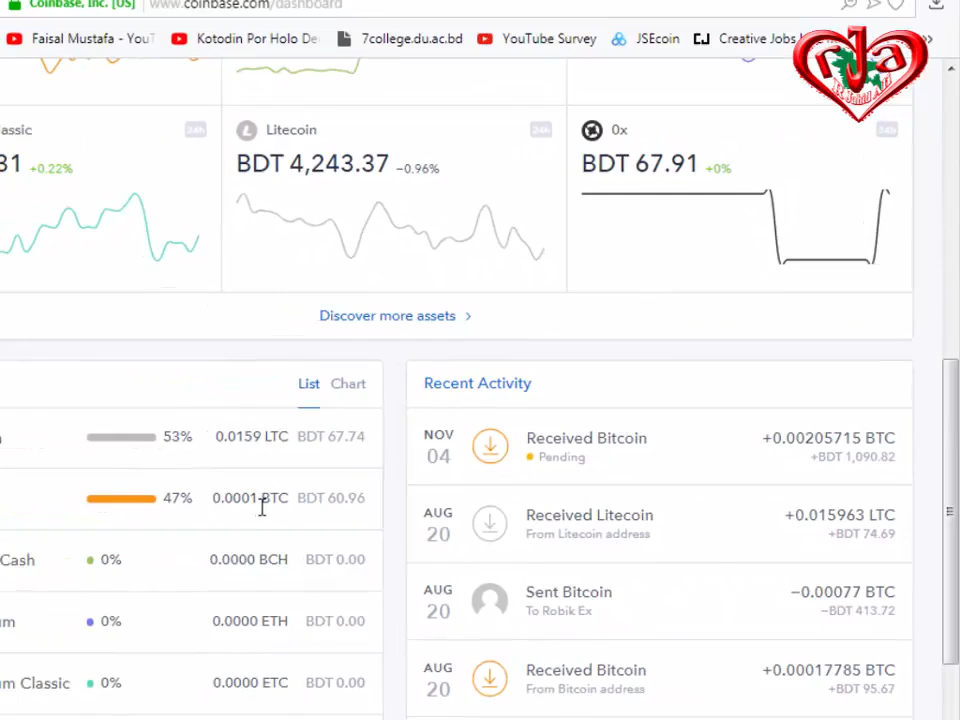 Coinbase, Inc. [US]
www.coinbase.com/dashboard
Faisal Mustafa - YouT
Kotodin Por Holo De
7college.du.ac.bd
YouTube Survey
JSEcoin
Creative Jobs
rJa
assic 24h
31 +0.22%
Litecoin 24h
BDT 4,243.37 −0.96%
0x 24h
BDT 67.91 +0%
Discover more assets >
List Chart
53% 0.0159 LTC BDT 67.74
47% 0.0001 BTC BDT 60.96
Cash 0% 0.0000 BCH BDT 0.00
m 0% 0.0000 ETH BDT 0.00
m Classic 0% 0.0000 ETC BDT 0.00
Recent Activity
NOV 04
Received Bitcoin +0.00205715 BTC
Pending +BDT 1,090.82
AUG 20
Received Litecoin +0.015963 LTC
From Litecoin address +BDT 74.69
AUG 20
Sent Bitcoin −0.00077 BTC
To Robik Ex −BDT 413.72
AUG 20
Received Bitcoin +0.00017785 BTC
From Bitcoin address +BDT 95.67